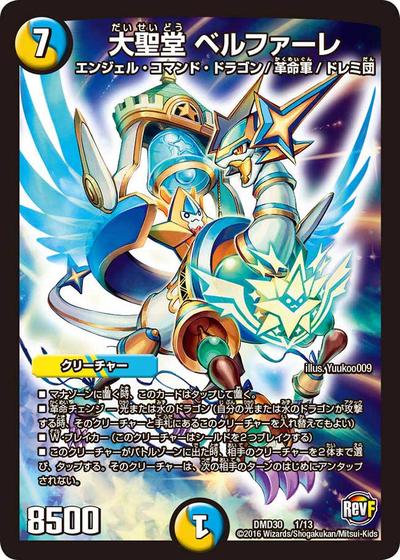 7
だいせいどう
大聖堂 ベルファーレ
かくめいぐん だん
エンジェル・コマンド・ドラゴン / 革命軍 / ドレミ団
illus. Yuukoo009
クリーチャー
■ マナゾーンに置く時、このカードはタップして置く。
■ 革命チェンジ ー 光または水のドラゴン (自分の光または水のドラゴンが攻撃
する時、そのクリーチャーと手札にあるこのクリーチャーを入れ替えてもよい)
■ W・ブレイカー (このクリーチャーはシールドを2つブレイクする)
■ このクリーチャーがバトルゾーンに出た時、相手のクリーチャーを2体まで選
び、タップする。そのクリーチャーは、次の相手のターンのはじめにアンタップ
されない。
8500
1
RevF
DMD30 1/13
©2016 Wizards/Shogakukan/Mitsui-Kids